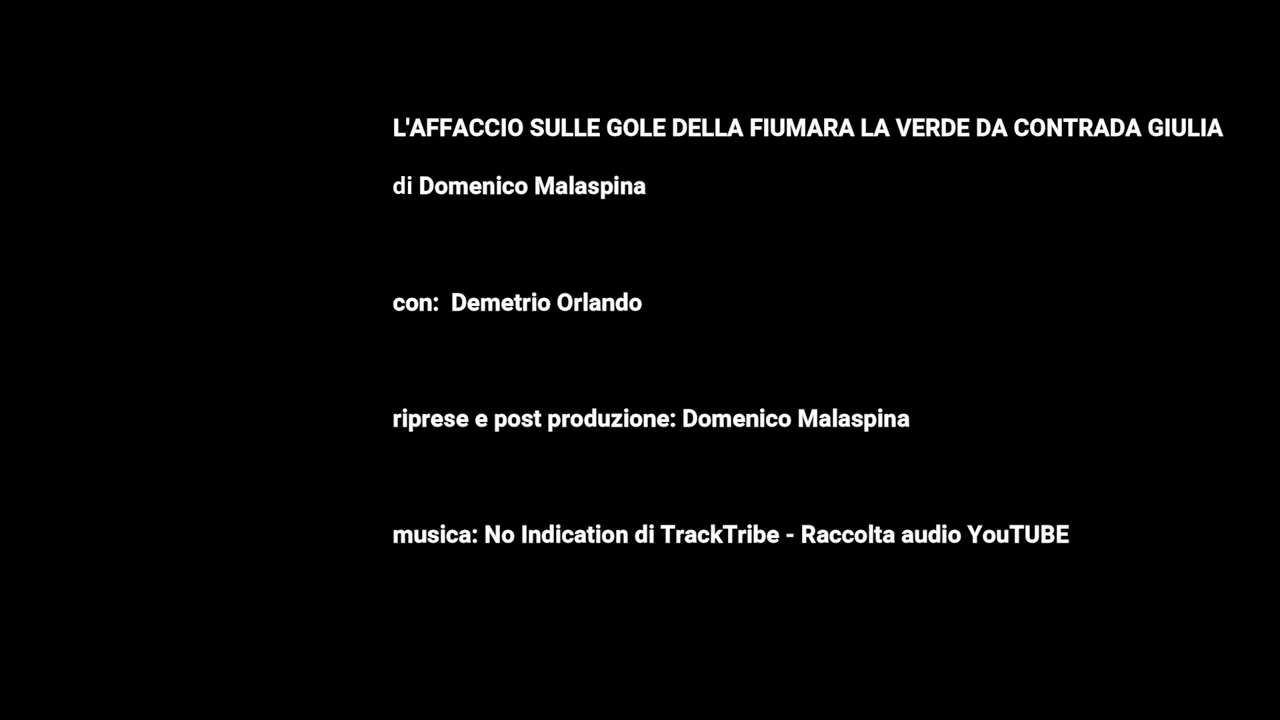 L'AFFACCIO SULLE GOLE DELLA FIUMARA LA VERDE DA CONTRADA GIULIA
di Domenico Malaspina
con:  Demetrio Orlando
riprese e post produzione: Domenico Malaspina
musica: No Indication di TrackTribe - Raccolta audio YouTUBE